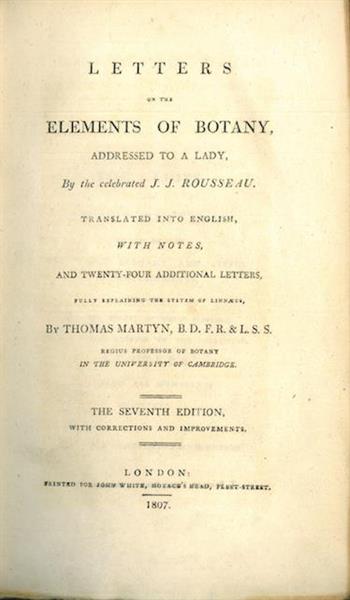 LETTERS
ON THE
ELEMENTS OF BOTANY,
ADDRESSED TO A LADY,
By the celebrated J. J. ROUSSEAU.
TRANSLATED INTO ENGLISH,
WITH NOTES,
AND TWENTY-FOUR ADDITIONAL LETTERS,
FULLY EXPLAINING THE SYSTEM OF LINNÆUS,
BY THOMAS MARTYN, B.D. F.R. & L.S.S.
REGIUS PROFESSOR OF BOTANY
IN THE UNIVERSITY OF CAMBRIDGE.
THE SEVENTH EDITION,
WITH CORRECTIONS AND IMPROVEMENTS.
LONDON:
PRINTED FOR JOHN WHITE, HORACE'S HEAD, FLEET-STREET.
1807.